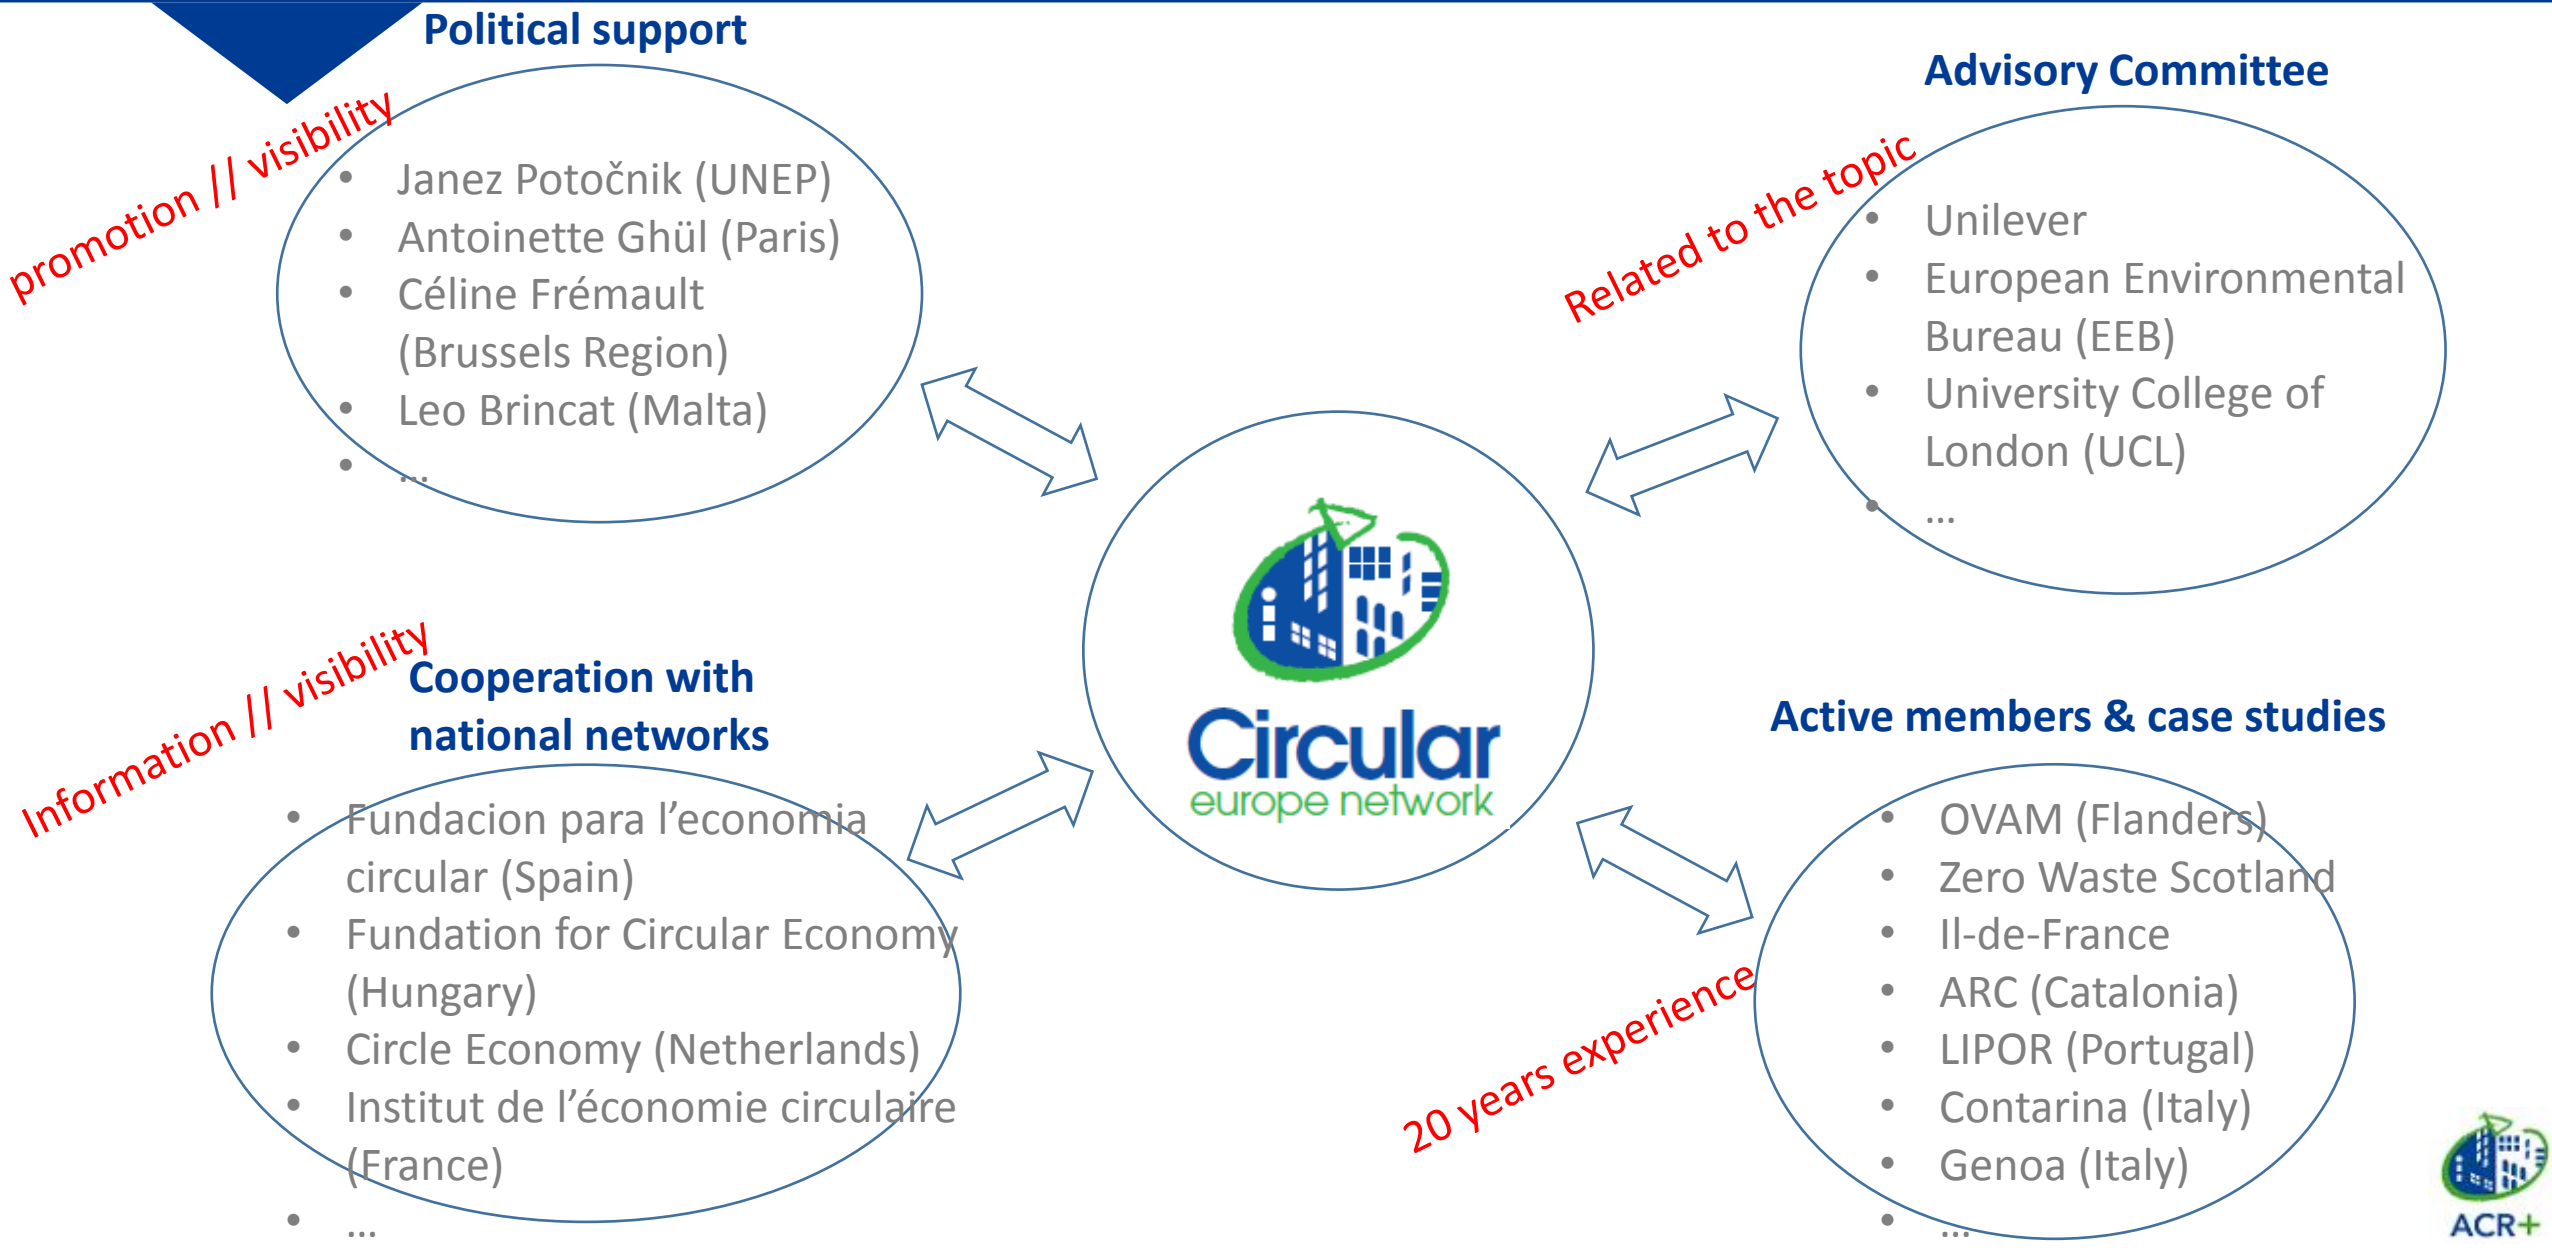 Political support
promotion // visibility
• Janez Potočnik (UNEP)
• Antoinette Ghül (Paris)
• Céline Frémault
(Brussels Region)
• Leo Brincat (Malta)
• ...
Advisory Committee
Related to the topic
• Unilever
• European Environmental
Bureau (EEB)
• University College of
London (UCL)
• ...
Circular
europe network
Information // visibility
Cooperation with
national networks
• Fundacion para l’economia
circular (Spain)
• Fundation for Circular Economy
(Hungary)
• Circle Economy (Netherlands)
• Institut de l’économie circulaire
(France)
• ...
Active members & case studies
20 years experience
• OVAM (Flanders)
• Zero Waste Scotland
• Il-de-France
• ARC (Catalonia)
• LIPOR (Portugal)
• Contarina (Italy)
• Genoa (Italy)
• ...
ACR+